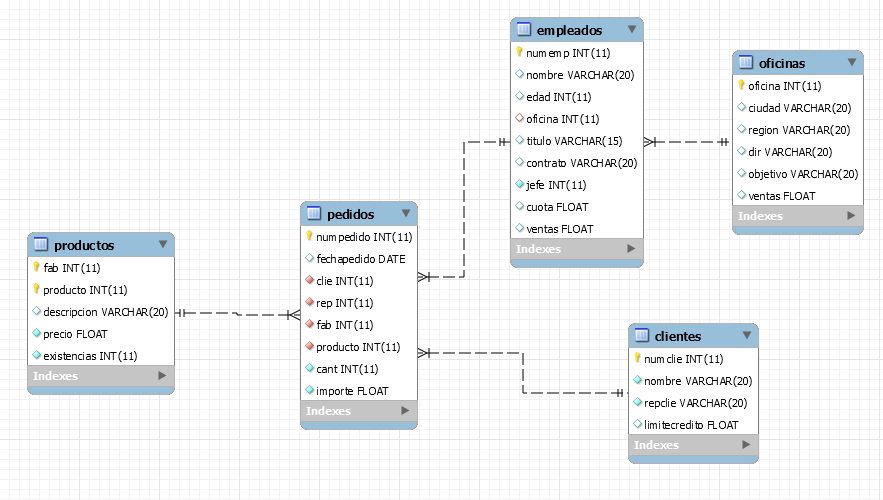 empleados
numemp INT(11)
nombre VARCHAR(20)
edad INT(11)
oficina INT(11)
titulo VARCHAR(15)
contrato VARCHAR(20)
jefe INT(11)
cuota FLOAT
ventas FLOAT
Indexes
oficinas
oficina INT(11)
ciudad VARCHAR(20)
region VARCHAR(20)
dir VARCHAR(20)
objetivo VARCHAR(20)
ventas FLOAT
Indexes
pedidos
numpedido INT(11)
fechapedido DATE
clie INT(11)
rep INT(11)
fab INT(11)
producto INT(11)
cant INT(11)
importe FLOAT
Indexes
productos
fab INT(11)
producto INT(11)
descripcion VARCHAR(20)
precio FLOAT
existencias INT(11)
Indexes
clientes
numclie INT(11)
nombre VARCHAR(20)
repclie VARCHAR(20)
limitecredito FLOAT
Indexes